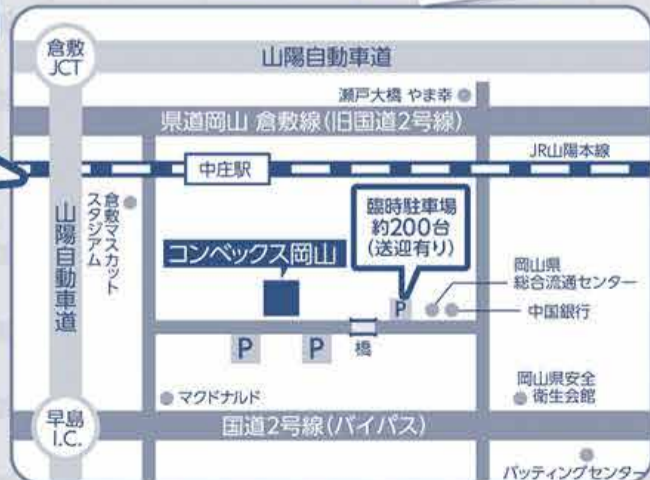 倉敷
JCT
山陽自動車道
瀬戸大橋 やま幸
県道岡山 倉敷線(旧国道2号線)
JR山陽本線
中庄駅
倉敷マスカット
スタジアム
山陽自動車道
臨時駐車場
約200台
(送迎有り)
コンベックス岡山
岡山県
総合流通センター
P
中国銀行
P
P
橋
岡山県安全
衛生会館
マクドナルド
早島
I.C.
国道2号線(バイパス)
バッティングセンター